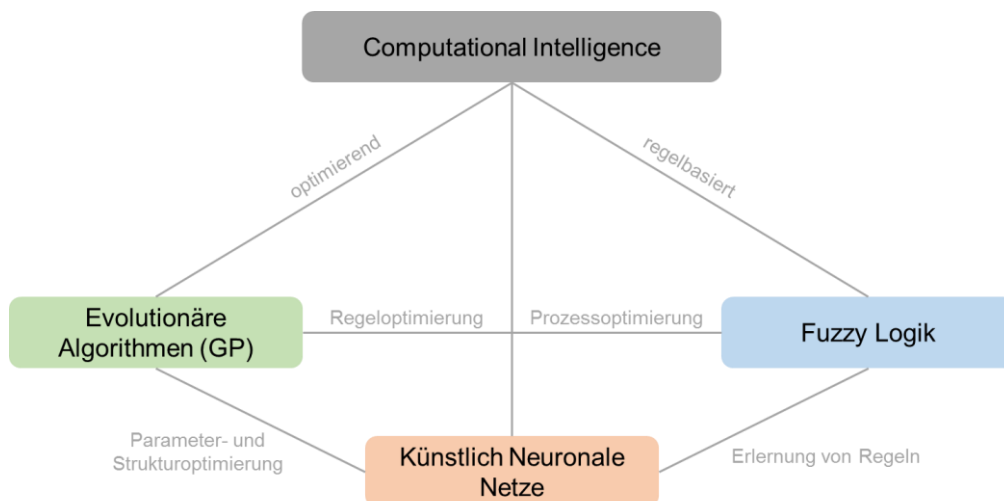 Computational Intelligence
optimierend
regelbasiert
Evolutionäre
Algorithmen (GP)
Regeloptimierung
Prozessoptimierung
Fuzzy Logik
Parameter- und
Strukturoptimierung
Künstlich Neuronale
Netze
Erlernung von Regeln